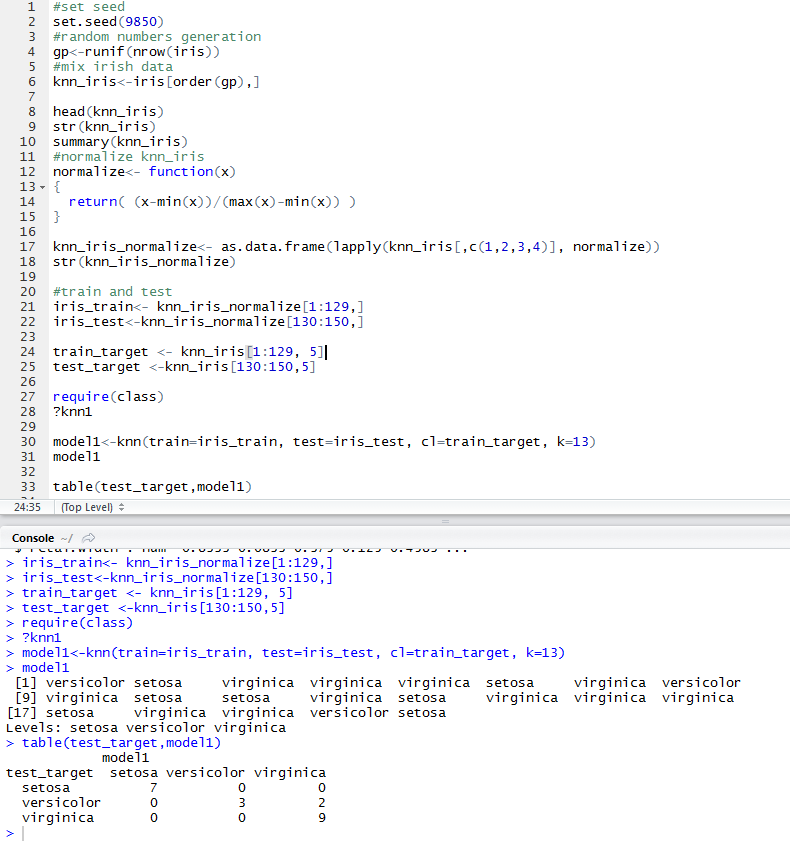 1 #set seed
2 set.seed(9850)
3 #random numbers generation
4 gp<-runif(nrow(iris))
5 #mix irish data
6 knn_iris<-iris[order(gp),]
7
8 head(knn_iris)
9 str(knn_iris)
10 summary(knn_iris)
11 #normalize knn_iris
12 normalize<- function(x)
13 {
14 return( (x-min(x))/(max(x)-min(x)) )
15 }
16
17 knn_iris_normalize<- as.data.frame(lapply(knn_iris[,c(1,2,3,4)], normalize))
18 str(knn_iris_normalize)
19
20 #train and test
21 iris_train<- knn_iris_normalize[1:129,]
22 iris_test<-knn_iris_normalize[130:150,]
23
24 train_target <- knn_iris[1:129, 5]
25 test_target <-knn_iris[130:150,5]
26
27 require(class)
28 ?knn1
29
30 model1<-knn(train=iris_train, test=iris_test, cl=train_target, k=13)
31 model1
32
33 table(test_target,model1)
24:35 (Top Level)
Console ~/
> iris_train<- knn_iris_normalize[1:129,]
> iris_test<-knn_iris_normalize[130:150,]
> train_target <- knn_iris[1:129, 5]
> test_target <-knn_iris[130:150,5]
> require(class)
> ?knn1
> model1<-knn(train=iris_train, test=iris_test, cl=train_target, k=13)
> model1
[1] versicolor setosa virginica virginica virginica setosa virginica versicolor
[9] virginica setosa setosa virginica setosa virginica virginica virginica
[17] setosa virginica virginica versicolor setosa
Levels: setosa versicolor virginica
> table(test_target,model1)
model1
test_target setosa versicolor virginica
setosa 7 0 0
versicolor 0 3 2
virginica 0 0 9
>